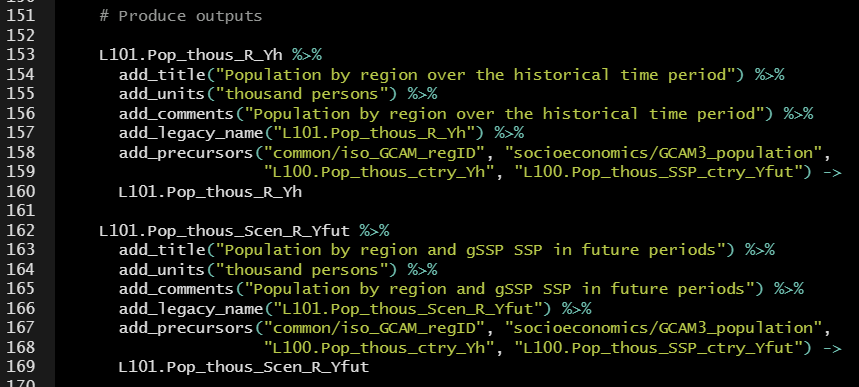 151 # Produce outputs
152
153 L101.Pop_thous_R_Yh %>%
154 add_title("Population by region over the historical time period") %>%
155 add_units("thousand persons") %>%
156 add_comments("Population by region over the historical time period") %>%
157 add_legacy_name("L101.Pop_thous_R_Yh") %>%
158 add_precursors("common/iso_GCAM_regID", "socioeconomics/GCAM3_population",
159 "L100.Pop_thous_ctry_Yh", "L100.Pop_thous_SSP_ctry_Yfut") ->
160 L101.Pop_thous_R_Yh
161
162 L101.Pop_thous_Scen_R_Yfut %>%
163 add_title("Population by region and gSSP SSP in future periods") %>%
164 add_units("thousand persons") %>%
165 add_comments("Population by region and gSSP SSP in future periods") %>%
166 add_legacy_name("L101.Pop_thous_Scen_R_Yfut") %>%
167 add_precursors("common/iso_GCAM_regID", "socioeconomics/GCAM3_population",
168 "L100.Pop_thous_ctry_Yh", "L100.Pop_thous_SSP_ctry_Yfut") ->
169 L101.Pop_thous_Scen_R_Yfut